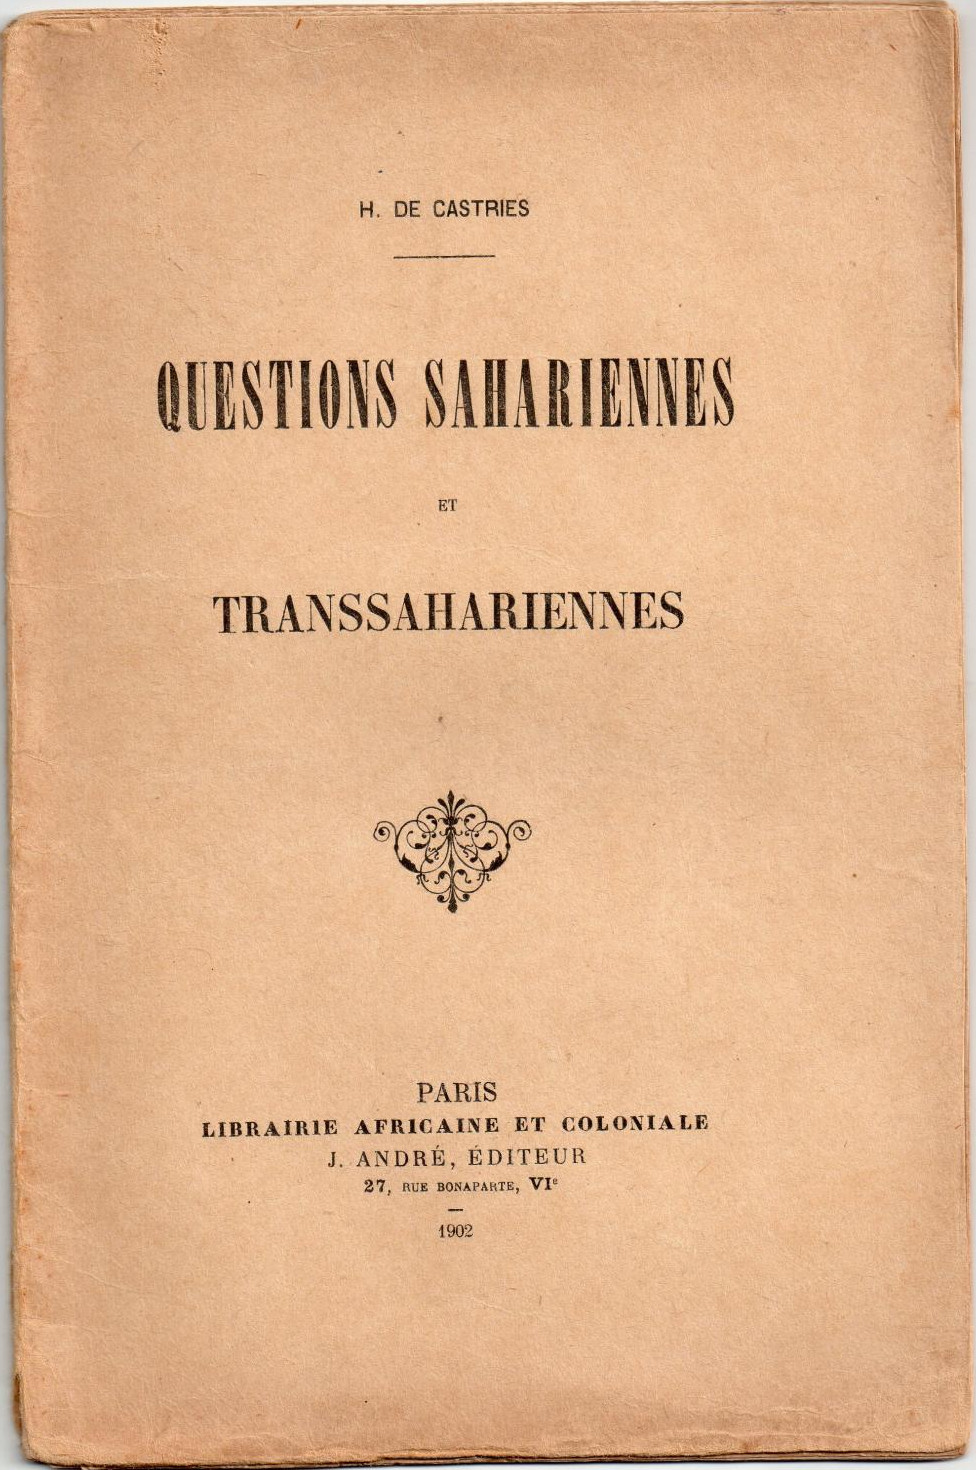 H. DE CASTRIES
QUESTIONS SAHARIENNES
ET
TRANSSAHARIENNES
PARIS
LIBRAIRIE AFRICAINE ET COLONIALE
J. ANDRÉ, ÉDITEUR
27, RUE BONAPARTE, VIe
1902